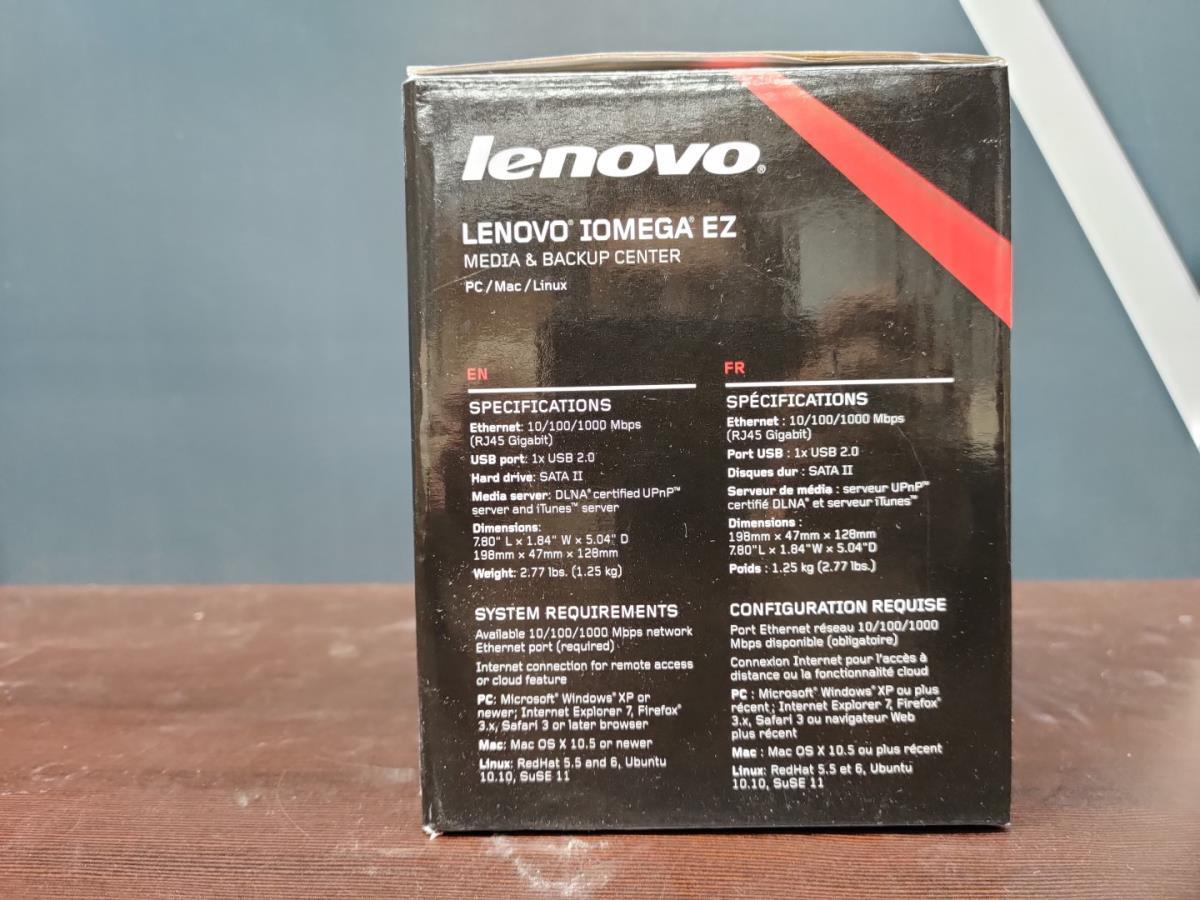 lenovo®
LENOVO® IOMEGA® EZ
MEDIA & BACKUP CENTER
PC / Mac / Linux
EN
SPECIFICATIONS
Ethernet: 10/100/1000 Mbps
(RJ45 Gigabit)
USB port: 1x USB 2.0
Hard drive: SATA II
Media server: DLNA® certified UPnP™
server and iTunes™ server
Dimensions:
7.80" L x 1.84" W x 5.04" D
198mm x 47mm x 128mm
Weight: 2.77 lbs. (1.25 kg)
SYSTEM REQUIREMENTS
Available 10/100/1000 Mbps network
Ethernet port (required)
Internet connection for remote access
or cloud feature
PC: Microsoft® Windows® XP or
newer; Internet Explorer 7, Firefox®
3.x, Safari 3 or later browser
Mac: Mac OS X 10.5 or newer
Linux: RedHat 5.5 and 6, Ubuntu
10.10, SuSE 11
FR
SPÉCIFICATIONS
Ethernet : 10/100/1000 Mbps
(RJ45 Gigabit)
Port USB : 1x USB 2.0
Disques dur : SATA II
Serveur de média : serveur UPnP™
certifié DLNA® et serveur iTunes™
Dimensions :
198mm x 47mm x 128mm
7.80"L x 1.84"W x 5.04"D
Poids : 1.25 kg (2.77 lbs.)
CONFIGURATION REQUISE
Port Ethernet réseau 10/100/1000
Mbps disponible (obligatoire)
Connexion Internet pour l'accès à
distance ou la fonctionnalité cloud
PC : Microsoft® Windows® XP ou plus
récent ; Internet Explorer 7, Firefox®
3.x, Safari 3 ou navigateur Web
plus récent
Mac : Mac OS X 10.5 ou plus récent
Linux: RedHat 5.5 et 6, Ubuntu
10.10, SuSE 11